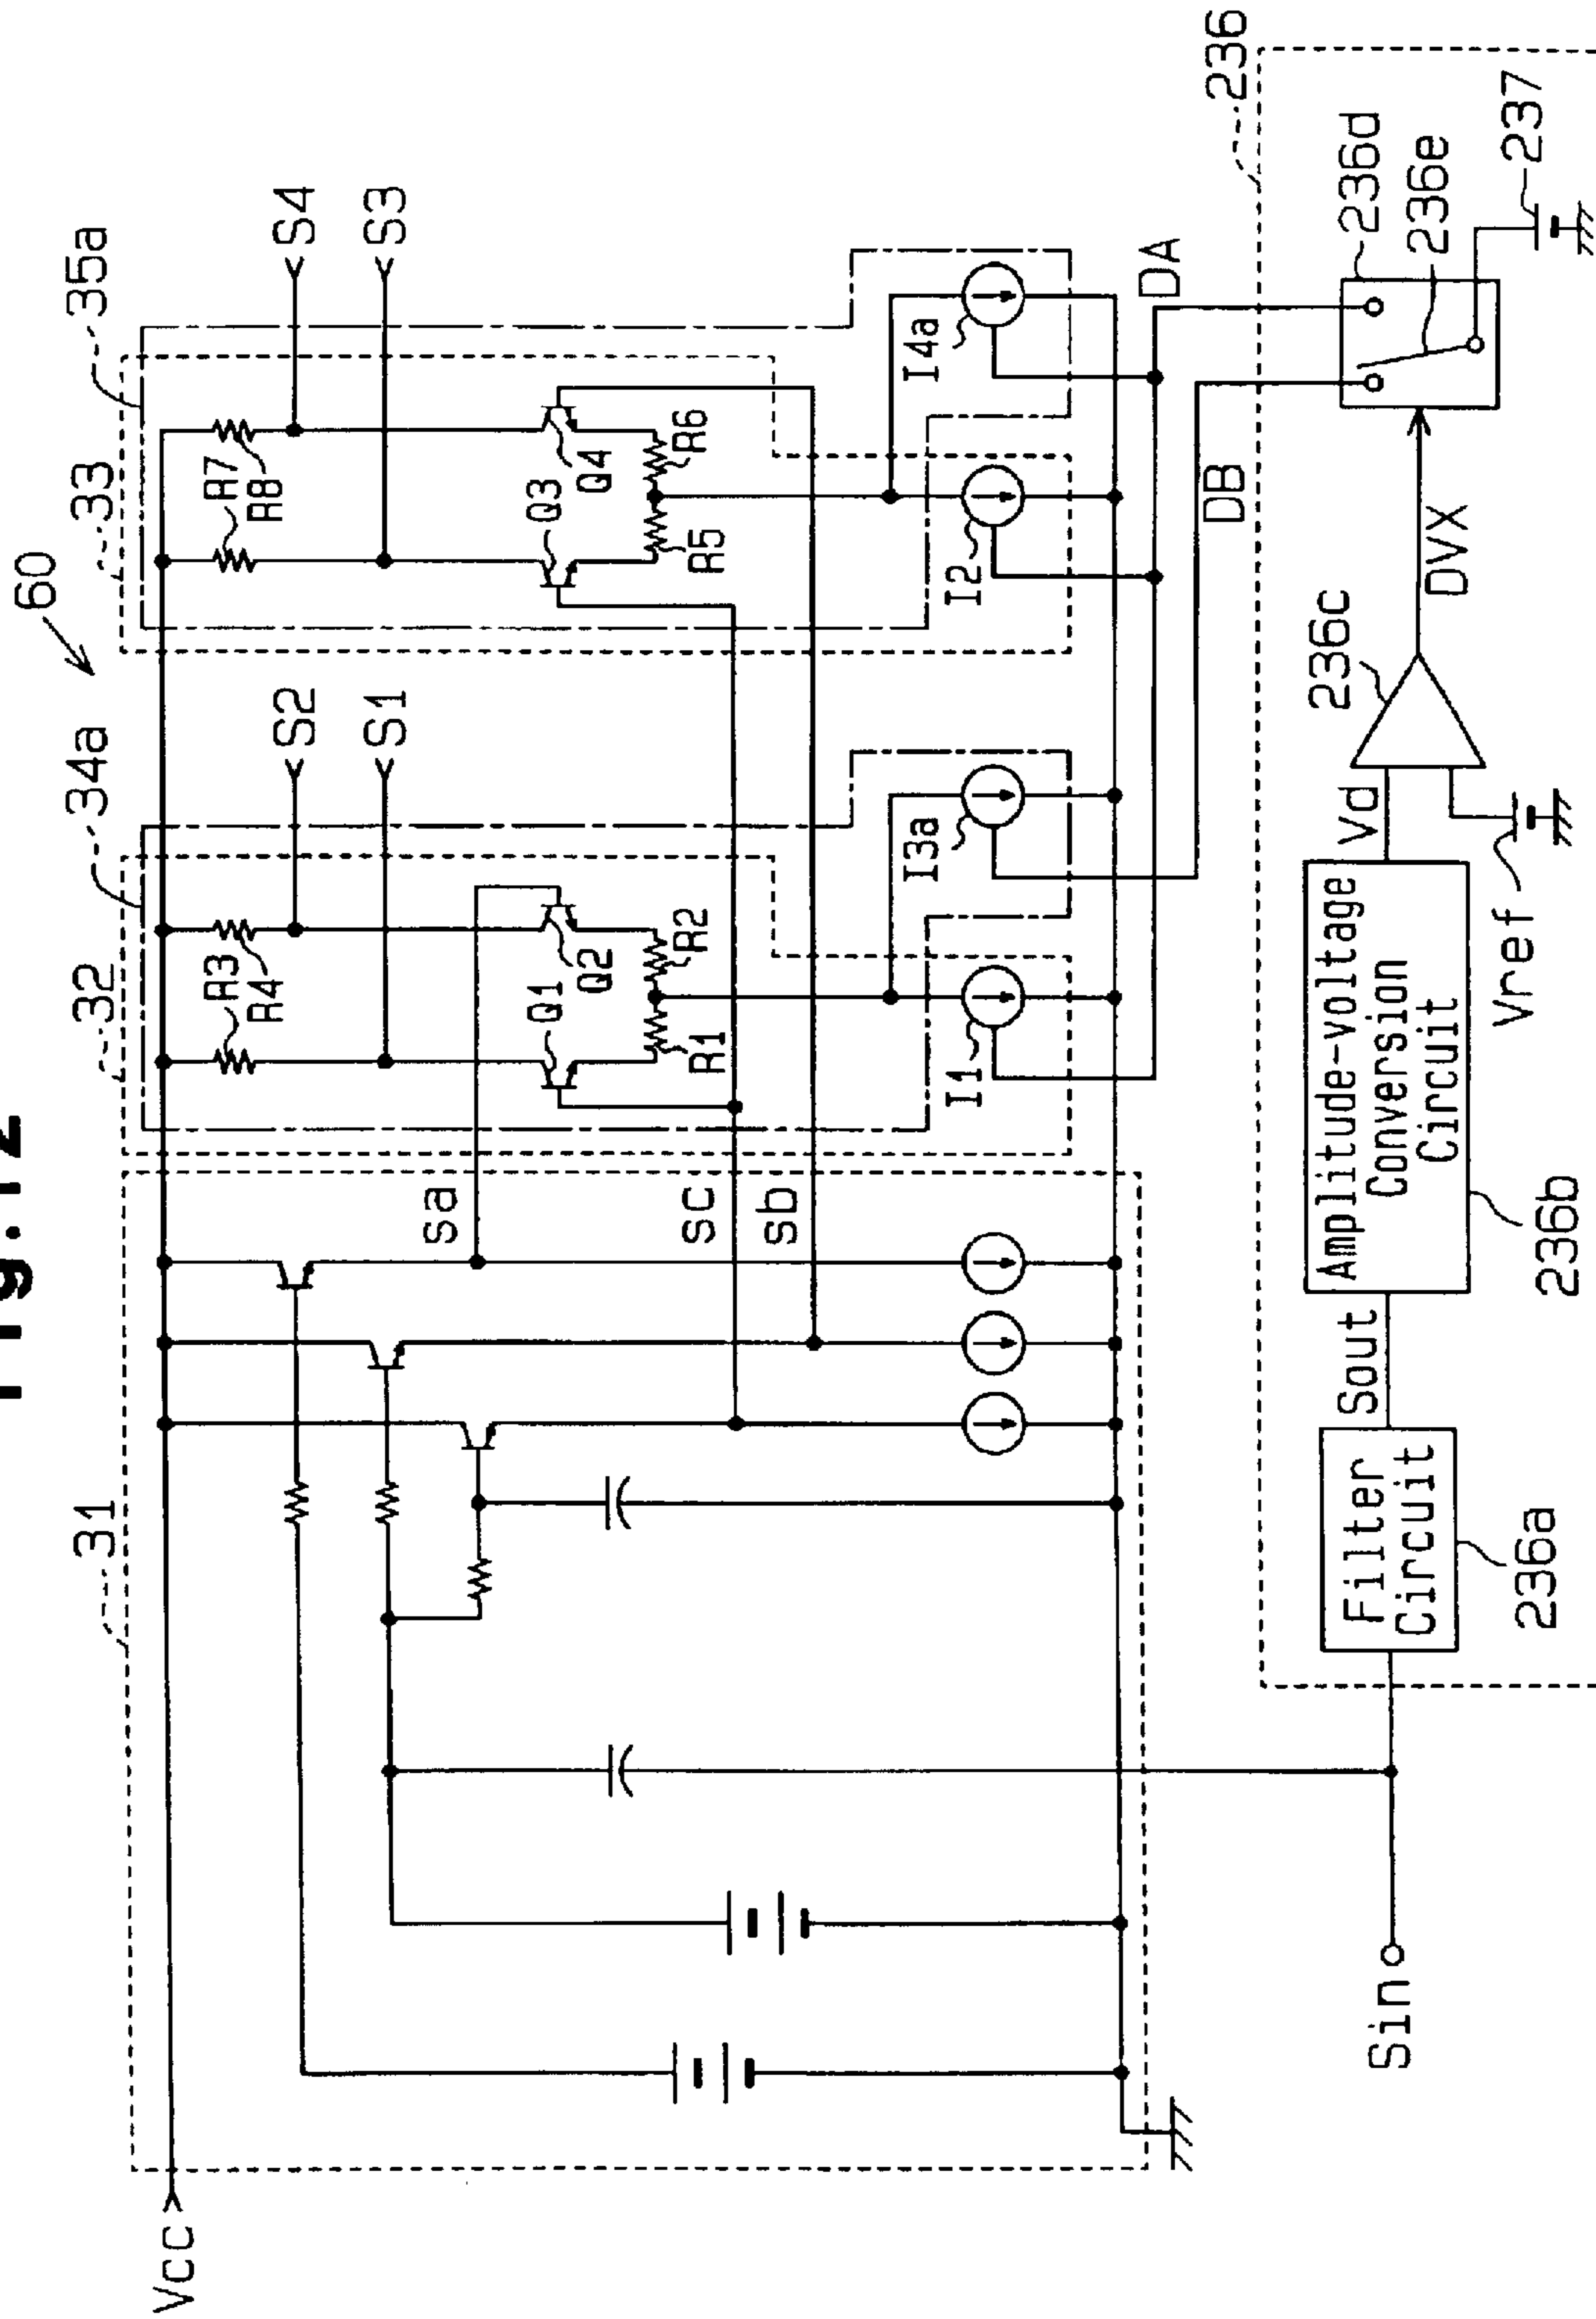 Fig.12
60
Vcc
31
32
34a
33
35a
R3
R4
S2
S1
R7
R8
S4
S3
sa
sc
sb
Q1
Q2
R1
R2
Q3
Q4
R5
R6
I1
I3a
I2
I4a
DA
DB
236
Sin
Filter
Circuit
236a
Sout
Amplitude-voltage
Conversion
Circuit
236b
Vd
Vref
236c
DVX
236d
236e
237